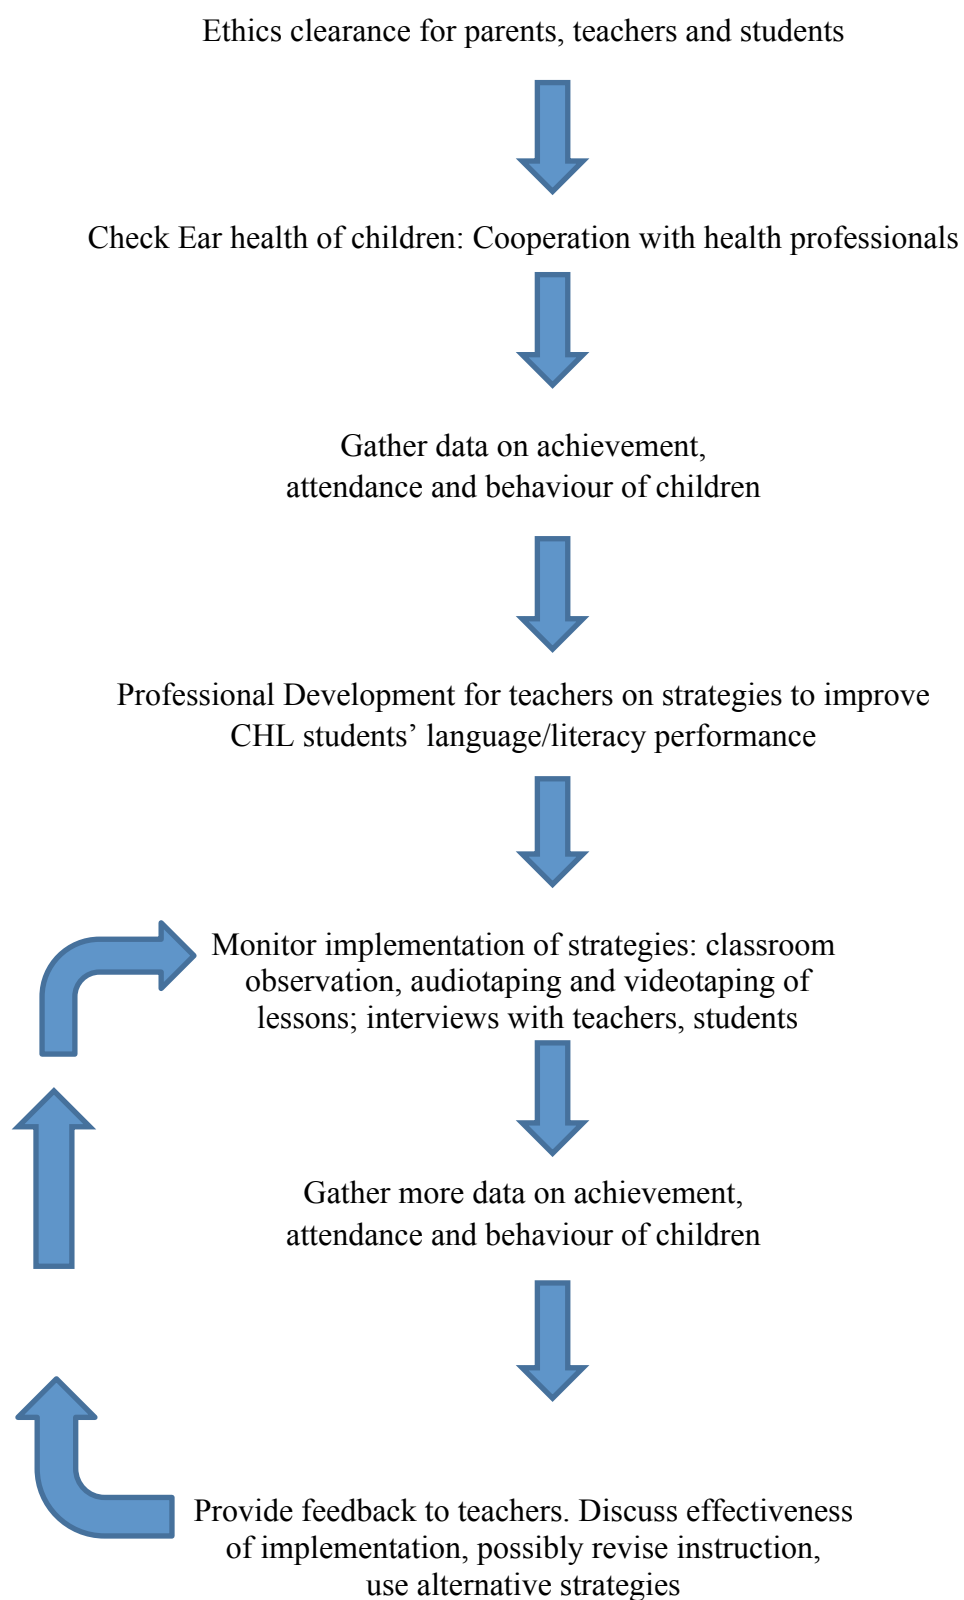 Ethics clearance for parents, teachers and students
Check Ear health of children: Cooperation with health professionals
Gather data on achievement,
attendance and behaviour of children
Professional Development for teachers on strategies to improve
CHL students’ language/literacy performance
Monitor implementation of strategies: classroom
observation, audiotaping and videotaping of
lessons; interviews with teachers, students
Gather more data on achievement,
attendance and behaviour of children
Provide feedback to teachers. Discuss effectiveness
of implementation, possibly revise instruction,
use alternative strategies